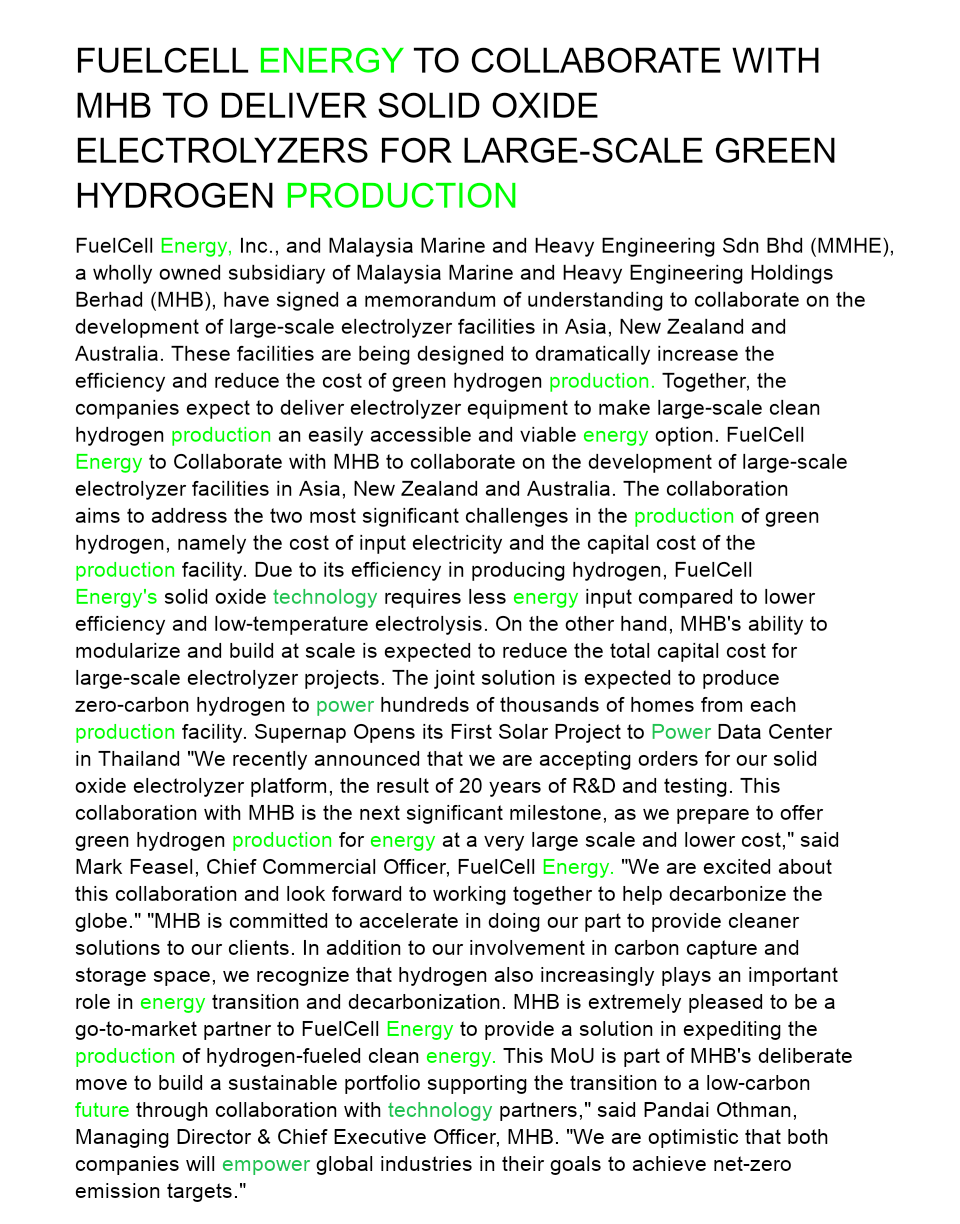 FUELCELL ENERGY TO COLLABORATE WITH
MHB TO DELIVER SOLID OXIDE
ELECTROLYZERS FOR LARGE-SCALE GREEN
HYDROGEN PRODUCTION
FuelCell Energy, Inc., and Malaysia Marine and Heavy Engineering Sdn Bhd (MMHE),
a wholly owned subsidiary of Malaysia Marine and Heavy Engineering Holdings
Berhad (MHB), have signed a memorandum of understanding to collaborate on the
development of large-scale electrolyzer facilities in Asia, New Zealand and
Australia. These facilities are being designed to dramatically increase the
efficiency and reduce the cost of green hydrogen production. Together, the
companies expect to deliver electrolyzer equipment to make large-scale clean
hydrogen production an easily accessible and viable energy option. FuelCell
Energy to Collaborate with MHB to collaborate on the development of large-scale
electrolyzer facilities in Asia, New Zealand and Australia. The collaboration
aims to address the two most significant challenges in the production of green
hydrogen, namely the cost of input electricity and the capital cost of the
production facility. Due to its efficiency in producing hydrogen, FuelCell
Energy's solid oxide technology requires less energy input compared to lower
efficiency and low-temperature electrolysis. On the other hand, MHB's ability to
modularize and build at scale is expected to reduce the total capital cost for
large-scale electrolyzer projects. The joint solution is expected to produce
zero-carbon hydrogen to power hundreds of thousands of homes from each
production facility. Supernap Opens its First Solar Project to Power Data Center
in Thailand "We recently announced that we are accepting orders for our solid
oxide electrolyzer platform, the result of 20 years of R&D and testing. This
collaboration with MHB is the next significant milestone, as we prepare to offer
green hydrogen production for energy at a very large scale and lower cost," said
Mark Feasel, Chief Commercial Officer, FuelCell Energy. "We are excited about
this collaboration and look forward to working together to help decarbonize the
globe." "MHB is committed to accelerate in doing our part to provide cleaner
solutions to our clients. In addition to our involvement in carbon capture and
storage space, we recognize that hydrogen also increasingly plays an important
role in energy transition and decarbonization. MHB is extremely pleased to be a
go-to-market partner to FuelCell Energy to provide a solution in expediting the
production of hydrogen-fueled clean energy. This MoU is part of MHB's deliberate
move to build a sustainable portfolio supporting the transition to a low-carbon
future through collaboration with technology partners," said Pandai Othman,
Managing Director & Chief Executive Officer, MHB. "We are optimistic that both
companies will empower global industries in their goals to achieve net-zero
emission targets."